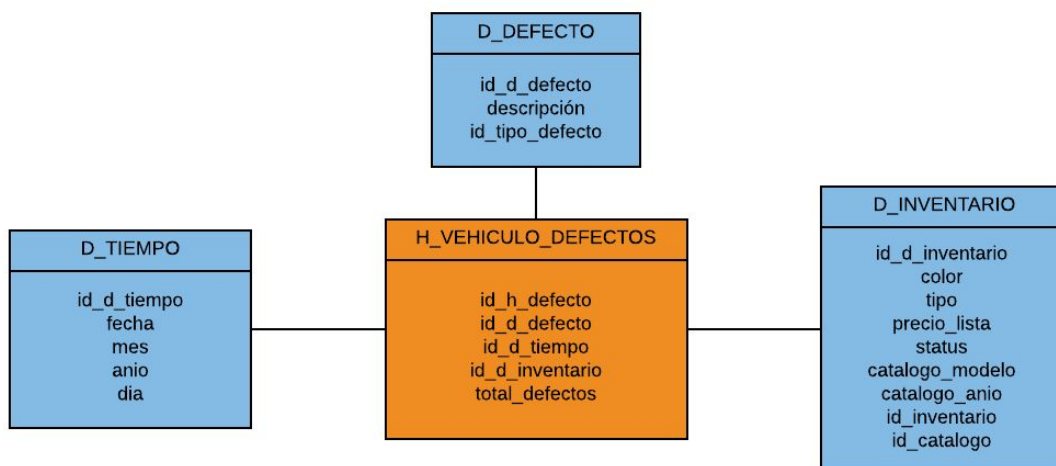 D_DEFECTO
id_d_defecto
descripción
id_tipo_defecto
D_TIEMPO
id_d_tiempo
fecha
mes
anio
dia
H_VEHICULO_DEFECTOS
id_h_defecto
id_d_defecto
id_d_tiempo
id_d_inventario
total_defectos
D_INVENTARIO
id_d_inventario
color
tipo
precio_lista
status
catalogo_modelo
catalogo_anio
id_inventario
id_catalogo